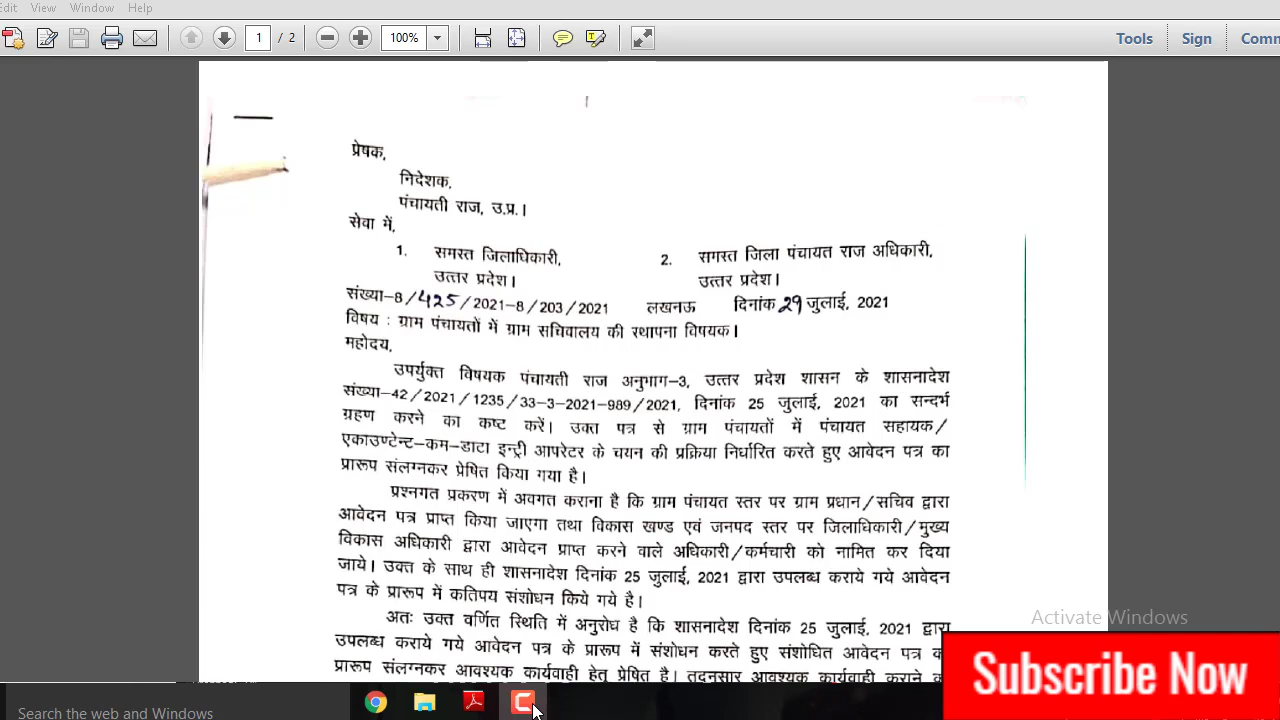 Edit View Window Help
1 / 2 100% Tools Sign Comm
प्रेषक,
निदेशक,
पंचायती राज, उ.प्र.।
सेवा में,
1. समस्त जिलाधिकारी, 2. समस्त जिला पंचायत राज अधिकारी,
उत्तर प्रदेश। उत्तर प्रदेश।
संख्या-8/425/2021-8/203/2021 लखनऊ दिनांक 29 जुलाई, 2021
विषय : ग्राम पंचायतों में ग्राम सचिवालय की स्थापना विषयक।
महोदय,
उपर्युक्त विषयक पंचायती राज अनुभाग-3, उत्तर प्रदेश शासन के शासनादेश
संख्या-42/2021/1235/33-3-2021-989/2021, दिनांक 25 जुलाई, 2021 का सन्दर्भ
ग्रहण करने का कष्ट करें। उक्त पत्र से ग्राम पंचायतों में पंचायत सहायक/
एकाउण्टेन्ट-कम-डाटा इन्ट्री आपरेटर के चयन की प्रक्रिया निर्धारित करते हुए आवेदन पत्र का
प्रारूप संलग्नकर प्रेषित किया गया है।
प्रश्नगत प्रकरण में अवगत कराना है कि ग्राम पंचायत स्तर पर ग्राम प्रधान/सचिव द्वारा
आवेदन पत्र प्राप्त किया जाएगा तथा विकास खण्ड एवं जनपद स्तर पर जिलाधिकारी/मुख्य
विकास अधिकारी द्वारा आवेदन प्राप्त करने वाले अधिकारी/कर्मचारी को नामित कर दिया
जाये। उक्त के साथ ही शासनादेश दिनांक 25 जुलाई, 2021 द्वारा उपलब्ध कराये गये आवेदन
पत्र के प्रारूप में कतिपय संशोधन किये गये है।
अतः उक्त वर्णित स्थिति में अनुरोध है कि शासनादेश दिनांक 25 जुलाई, 2021 द्वारा
उपलब्ध कराये गये आवेदन पत्र के प्रारूप में संशोधन करते हुए संशोधित आवेदन पत्र
प्रारूप संलग्नकर आवश्यक कार्यवाही हेतु प्रेषित है। तदनुसार आवश्यक कार्यवाही कराने
Activate Windows
Subscribe Now
Search the web and Windows